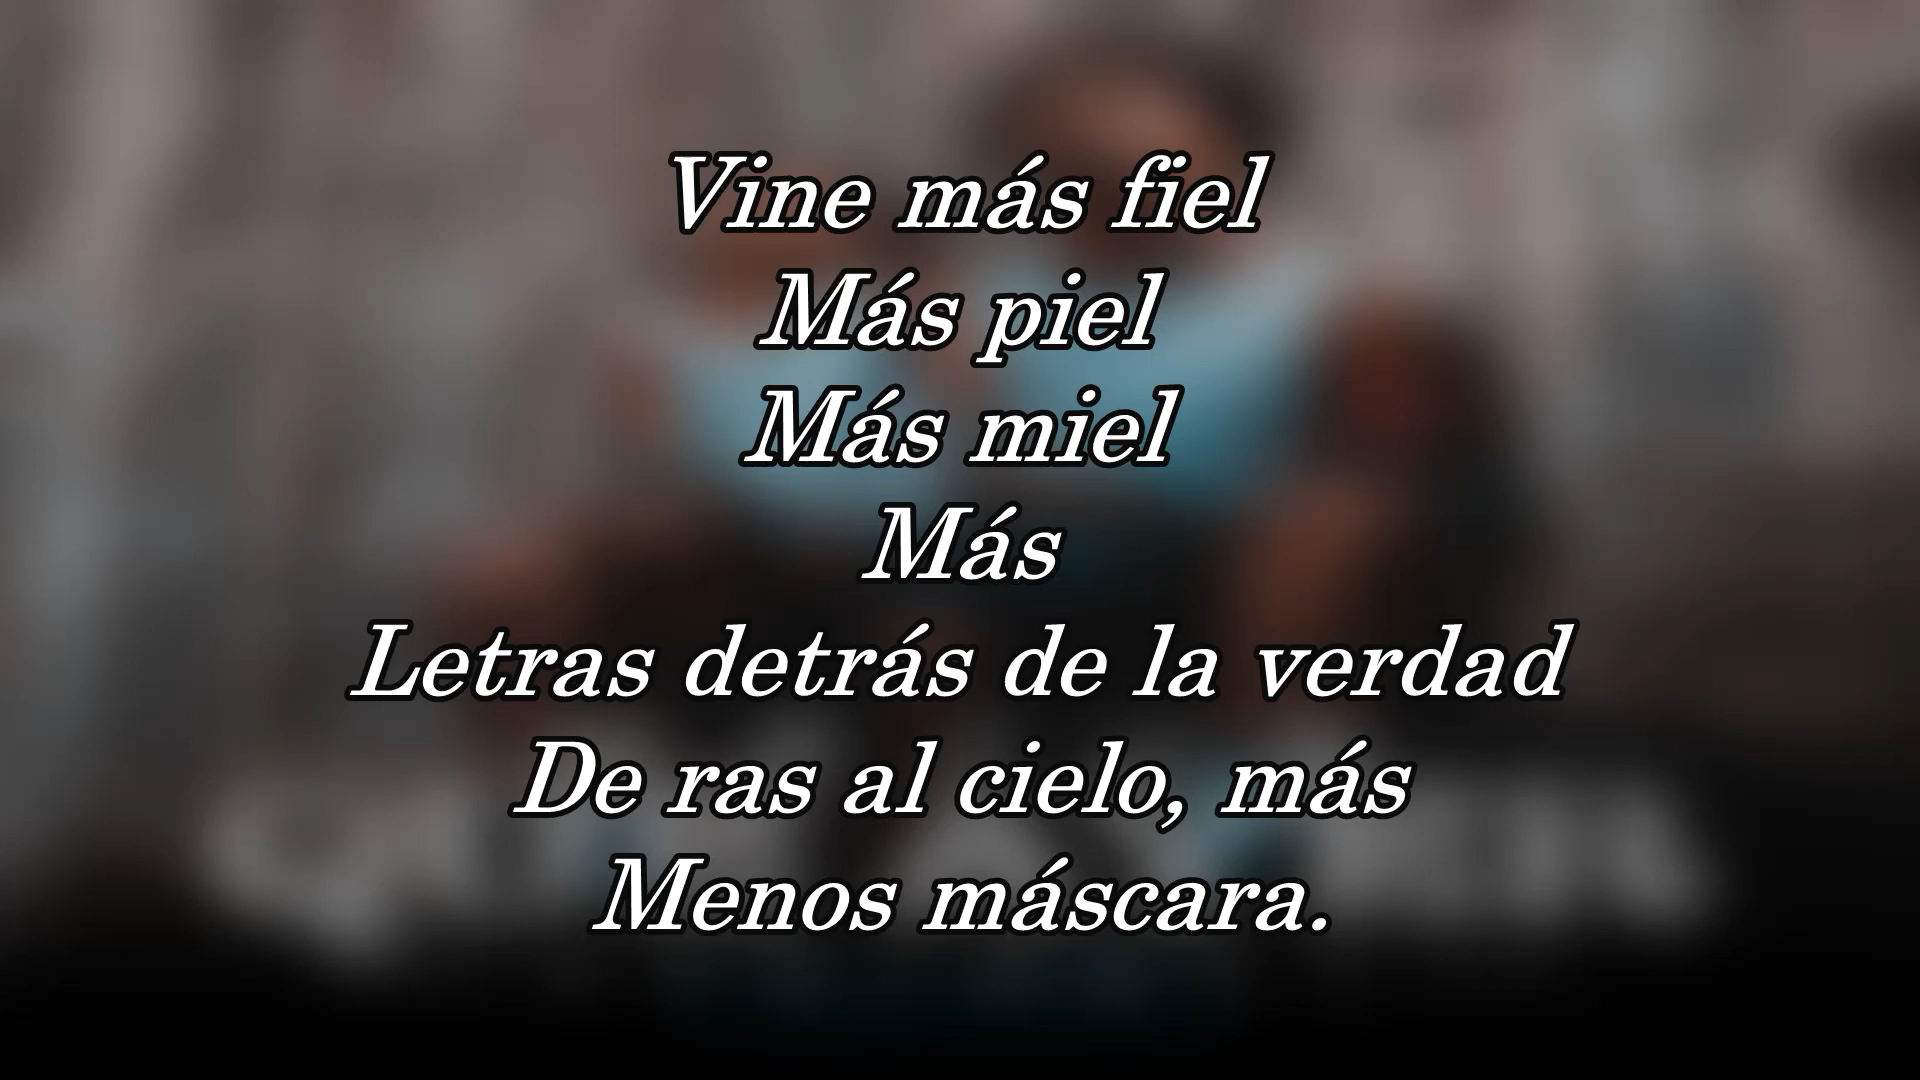 Vine más fiel
Más piel
Más miel
Más
Letras detrás de la verdad
De ras al cielo, más
Menos máscara.